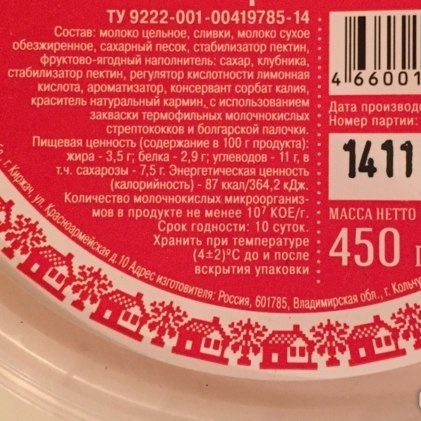 ТУ 9222-001-00419785-14
Состав: молоко цельное, сливки, молоко сухое
обезжиренное, сахарный песок, стабилизатор пектин,
фруктово-ягодный наполнитель: сахар, клубника,
стабилизатор пектин, регулятор кислотности лимонная
кислота, ароматизатор, консервант сорбат калия,
краситель натуральный кармин, с использованием
закваски термофильных молочнокислых
стрептококков и болгарской палочки.
Пищевая ценность (содержание в 100 г продукта):
жира - 3,5 г; белка - 2,9 г; углеводов - 11 г, в
т.ч. сахарозы - 7,5 г. Энергетическая ценность
(калорийность) - 87 ккал/364,2 кДж.
Количество молочнокислых микроорганиз-
мов в продукте не менее 10⁷ КОЕ/г.
Срок годности: 10 суток.
Хранить при температуре
(4±2)°С до и после
вскрытия упаковки
4 66001
Дата производс
Номер партии:
1411
МАССА НЕТТО
450 г
г. Киржач, ул. Красноармейская д.10 Адрес изготовителя: Россия, 601785, Владимирская обл., г. Кольчу